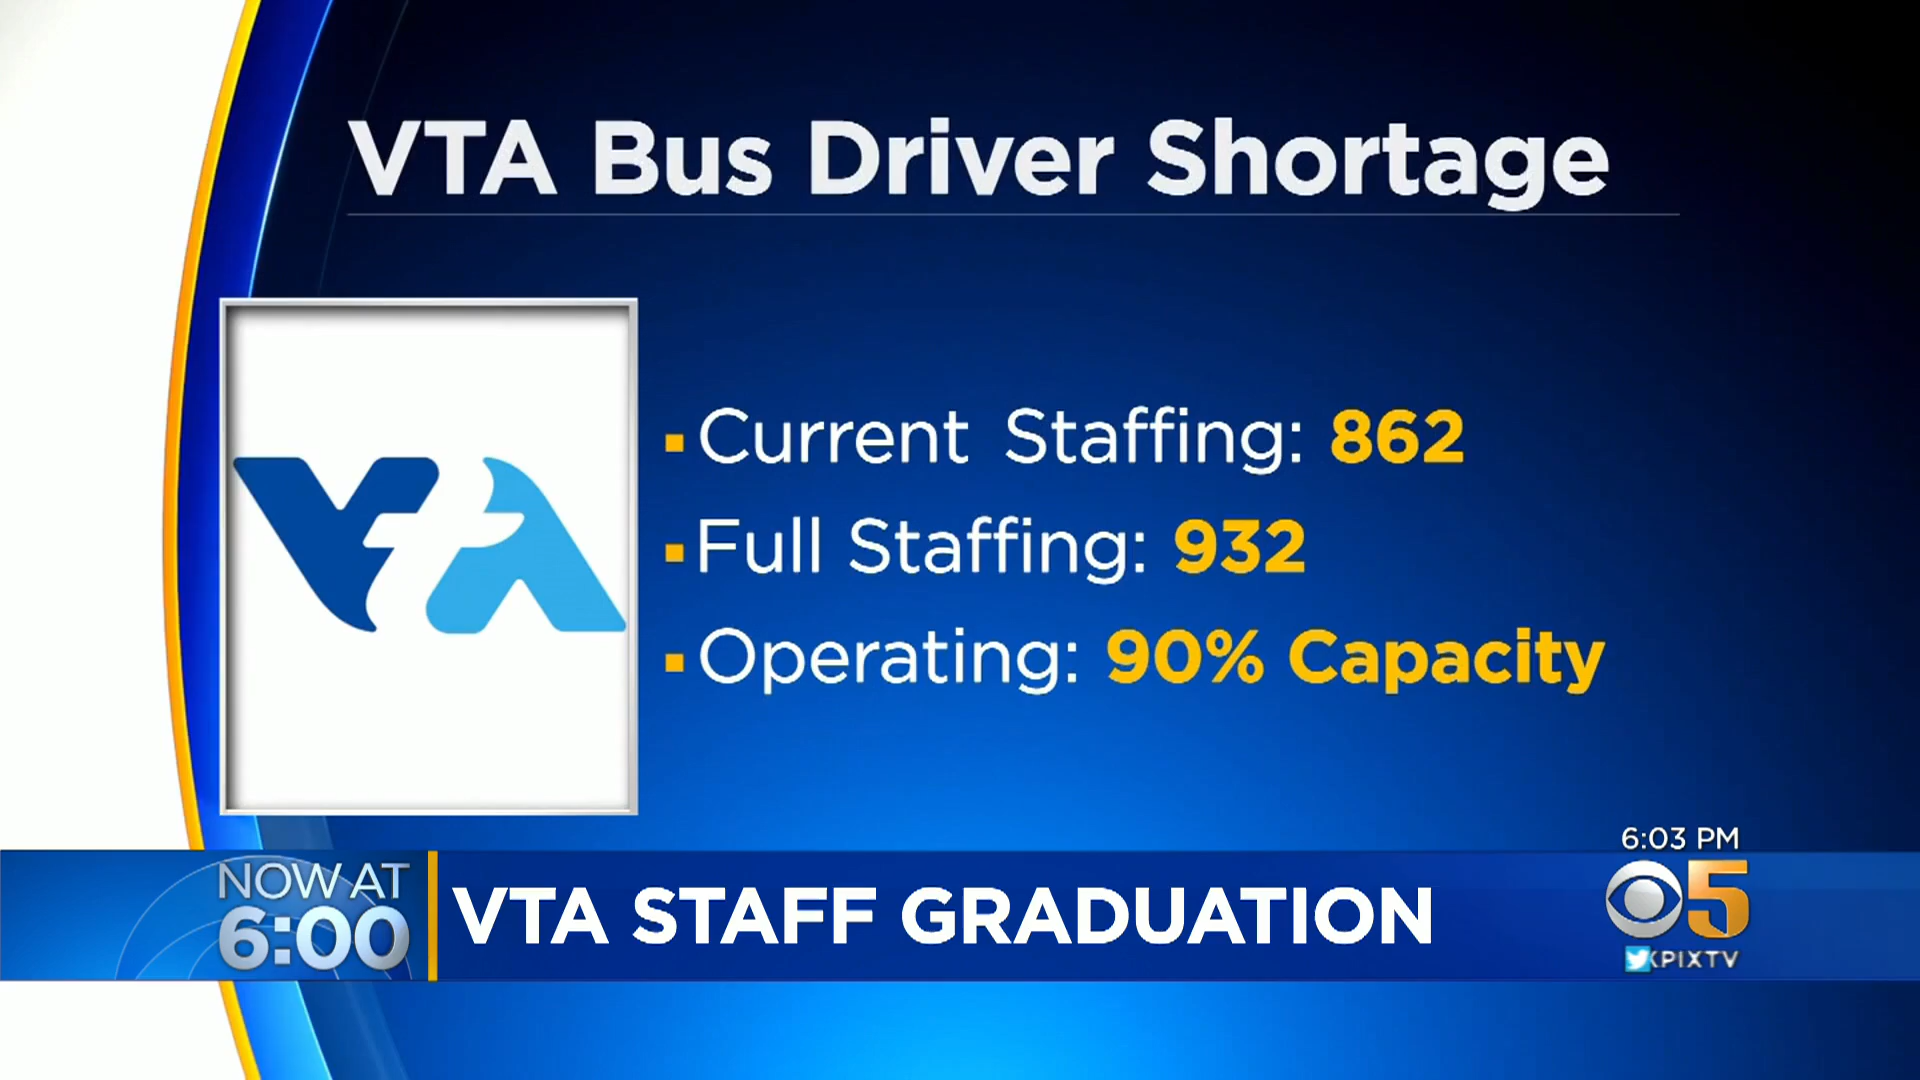 VTA Bus Driver Shortage
VTA
Current Staffing: 862
Full Staffing: 932
Operating: 90% Capacity
6:03 PM
NOW AT
6:00
VTA STAFF GRADUATION
5
KPIXTV